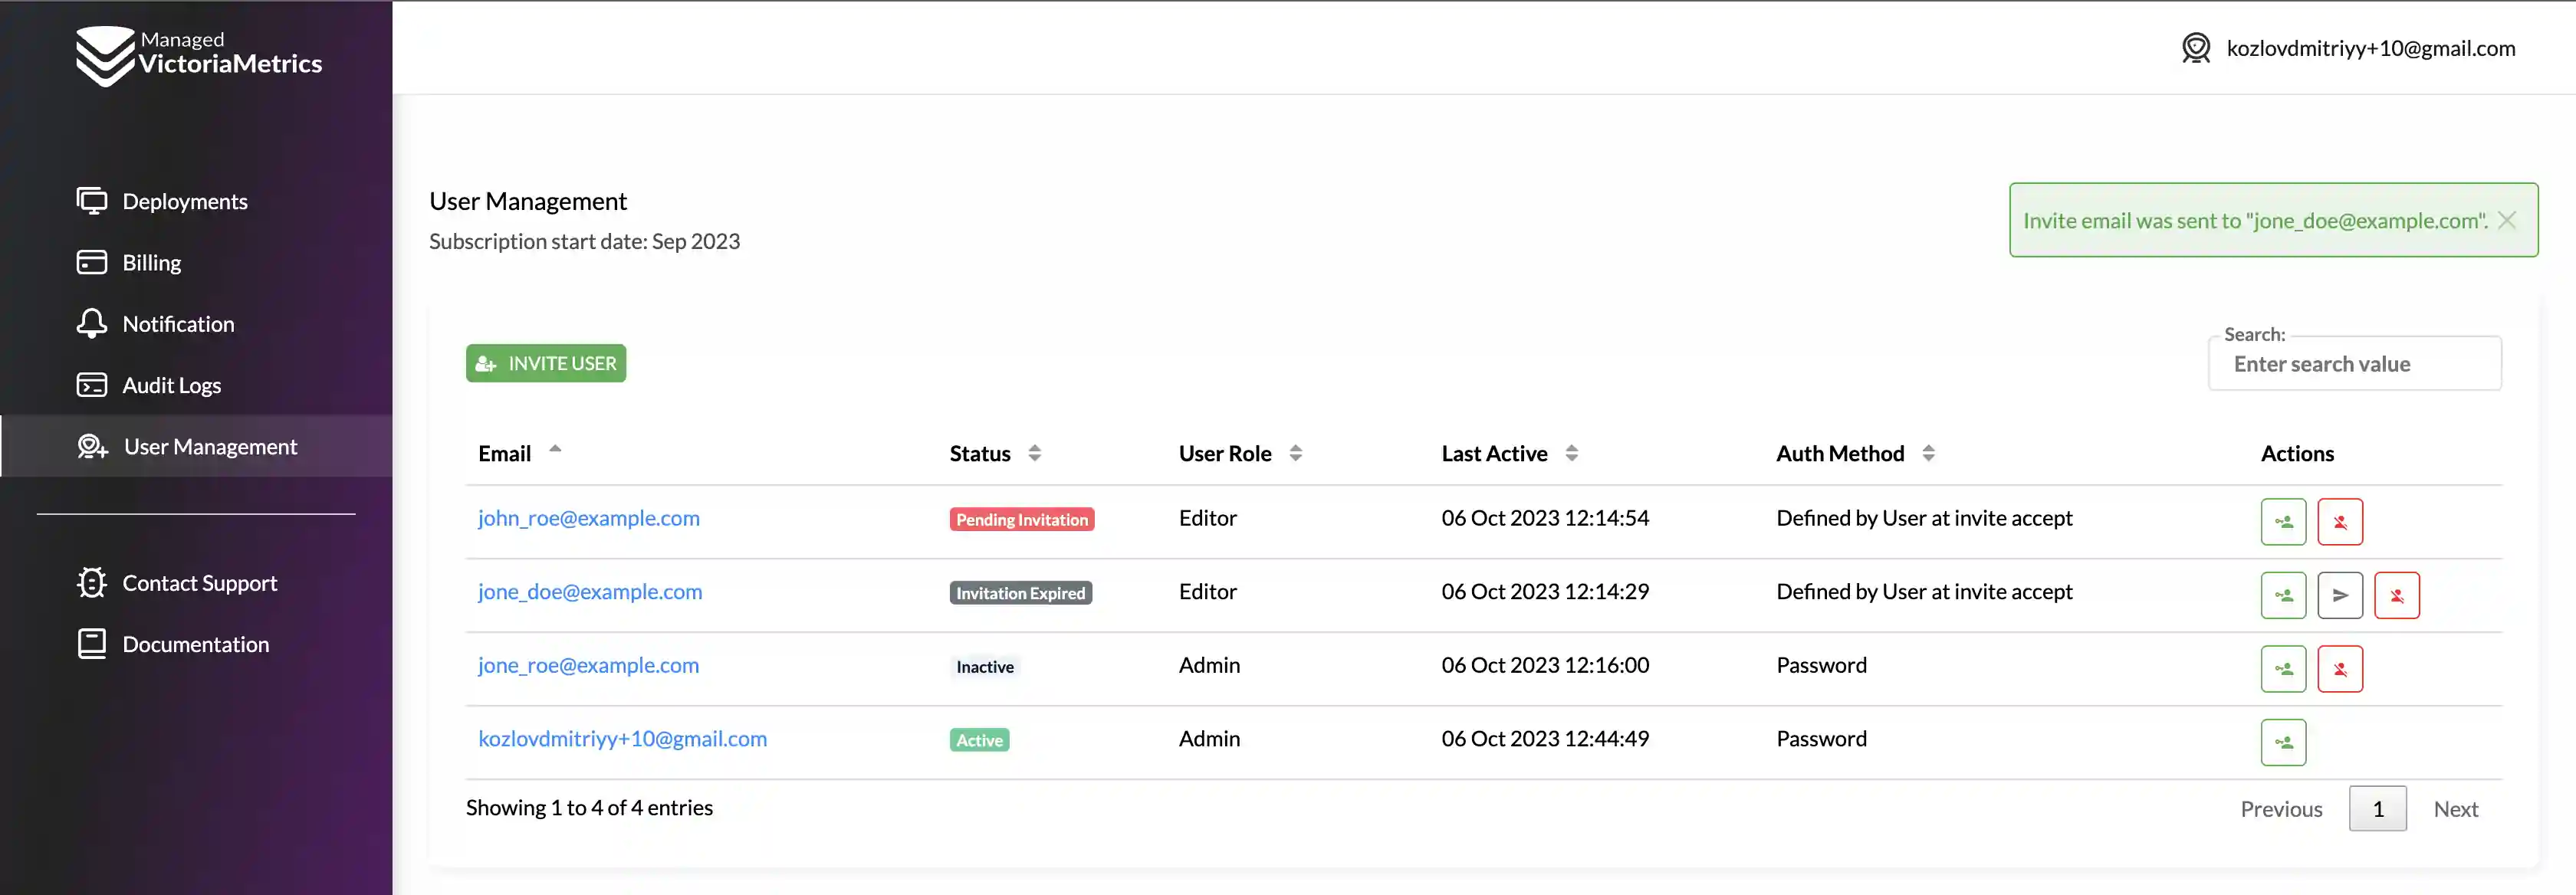 Managed
VictoriaMetrics
kozlovdmitriyy+10@gmail.com
Deployments
Billing
Notification
Audit Logs
User Management
Contact Support
Documentation
User Management
Subscription start date: Sep 2023
Invite email was sent to "jone_doe@example.com".
INVITE USER
Search:
Enter search value
Email Status User Role Last Active Auth Method Actions
john_roe@example.com Pending Invitation Editor 06 Oct 2023 12:14:54 Defined by User at invite accept
jone_doe@example.com Invitation Expired Editor 06 Oct 2023 12:14:29 Defined by User at invite accept
jone_roe@example.com Inactive Admin 06 Oct 2023 12:16:00 Password
kozlovdmitriyy+10@gmail.com Active Admin 06 Oct 2023 12:44:49 Password
Showing 1 to 4 of 4 entries
Previous 1 Next